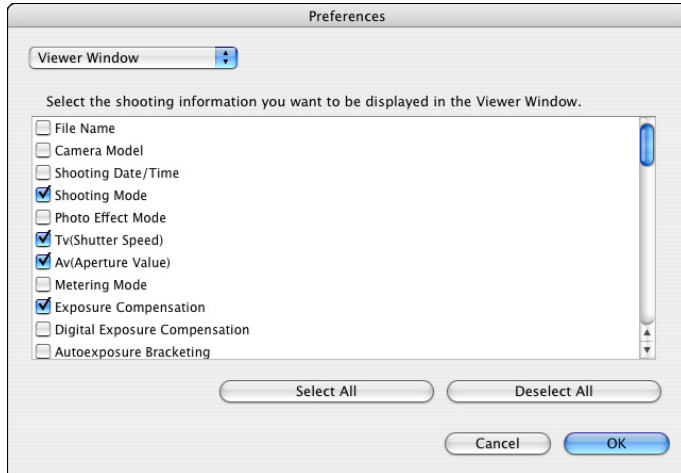 Preferences
Viewer Window
Select the shooting information you want to be displayed in the Viewer Window.
File Name
Camera Model
Shooting Date/Time
Shooting Mode
Photo Effect Mode
Tv(Shutter Speed)
Av(Aperture Value)
Metering Mode
Exposure Compensation
Digital Exposure Compensation
Autoexposure Bracketing
Select All
Deselect All
Cancel
OK